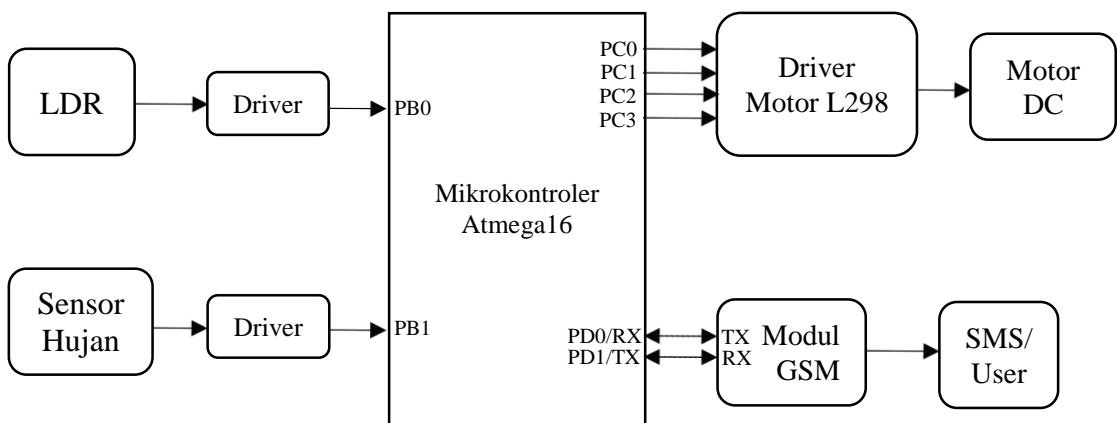 LDR
Driver
PB0
Sensor
Hujan
Driver
PB1
Mikrokontroler
Atmega16
PC0
PC1
PC2
PC3
Driver
Motor L298
Motor
DC
PD0/RX
PD1/TX
TX
RX
Modul
GSM
SMS/
User